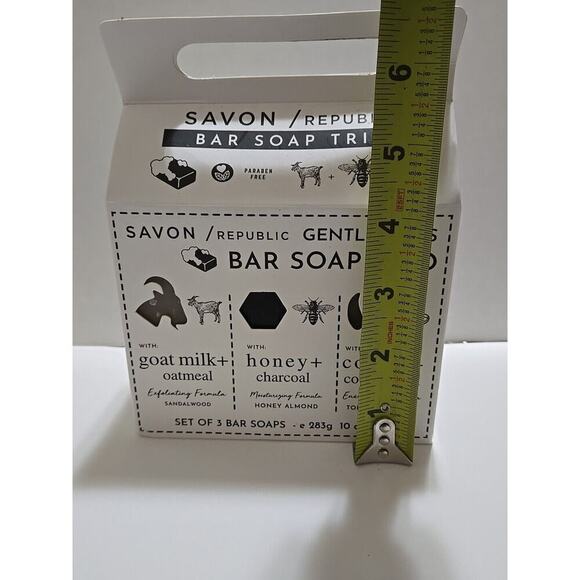 SAVON / REPUBLI
BAR SOAP TRI
PARABEN
FREE
+
SAVON / REPUBLIC GENTL
BAR SOAP
WITH:
goat milk+
oatmeal
Exfoliating Formula
SANDALWOOD
WITH:
honey+
charcoal
Moisturizing Formula
HONEY ALMOND
WITH:
SET OF 3 BAR SOAPS - e 283g 10
6
5
3
2
1
INCHES